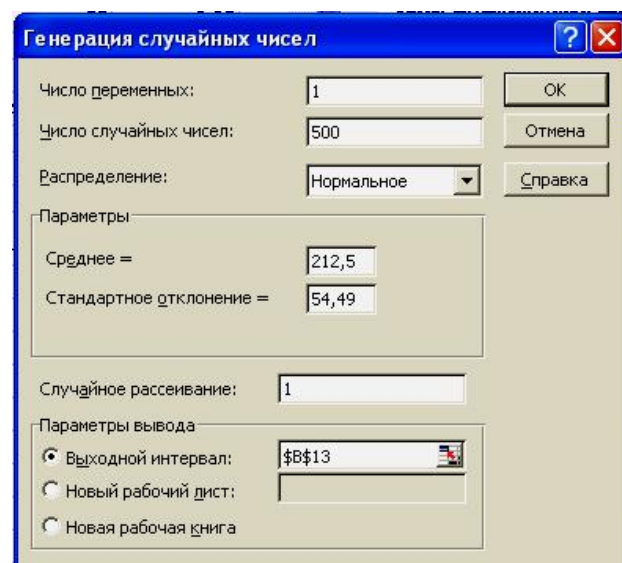 Генерация случайных чисел
Число переменных: 1 ОК
Число случайных чисел: 500 Отмена
Распределение: Нормальное Справка
Параметры
Среднее = 212,5
Стандартное отклонение = 54,49
Случайное рассеивание: 1
Параметры вывода
Выходной интервал: $B$13
Новый рабочий лист:
Новая рабочая книга